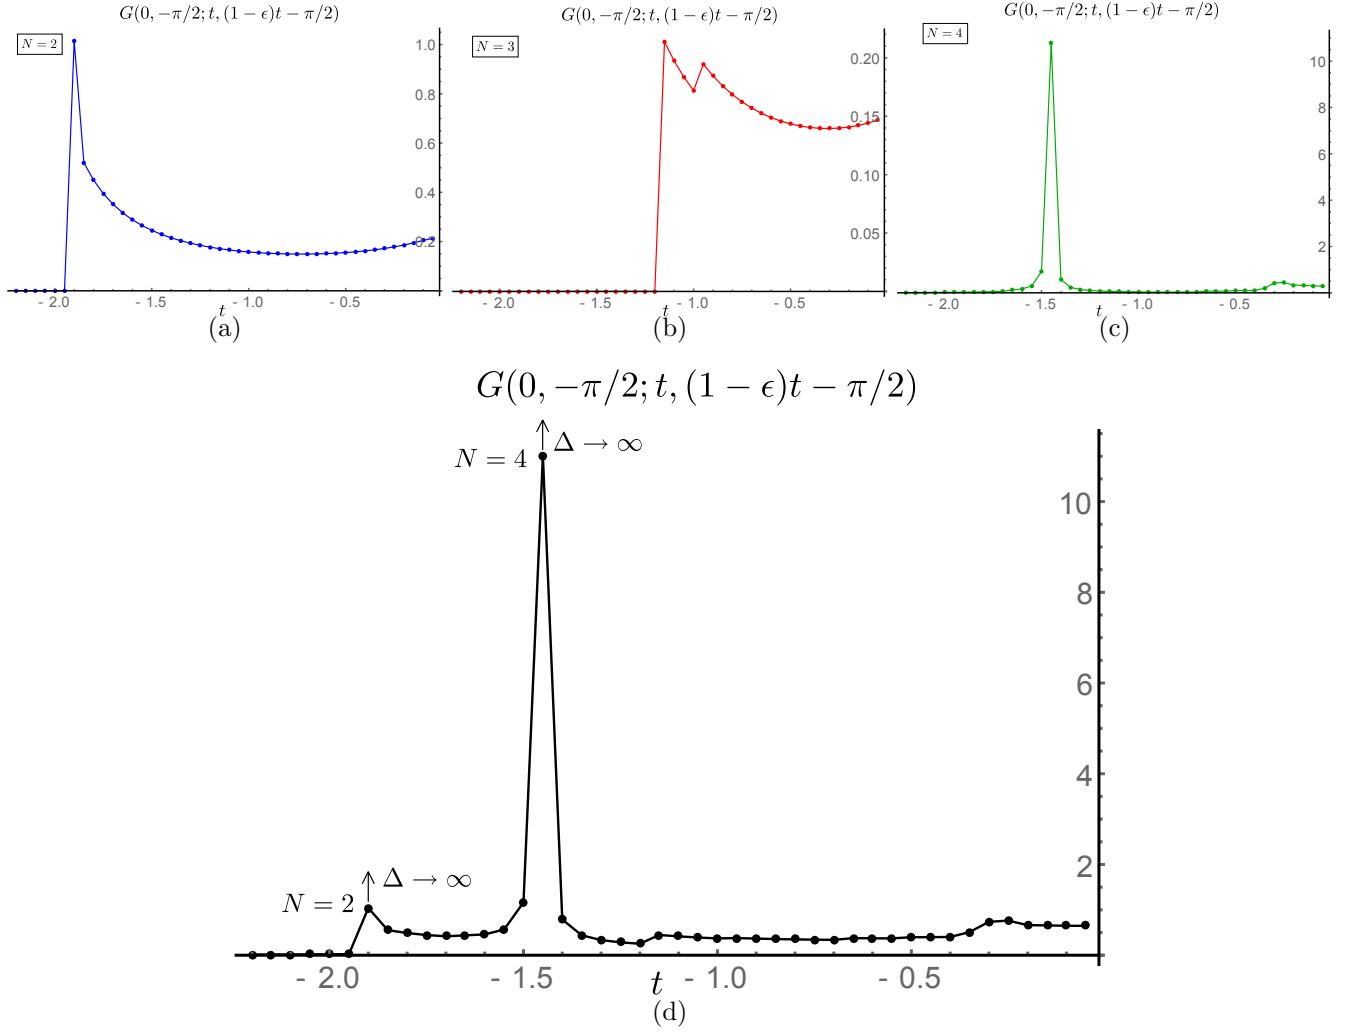 G(0, −π/2; t, (1 − ϵ)t − π/2)
N = 2
1.0
0.8
0.6
0.4
0.2
- 2.0 - 1.5 - 1.0 - 0.5
t
(a)
G(0, −π/2; t, (1 − ϵ)t − π/2)
N = 3
0.20
0.15
0.10
0.05
- 2.0 - 1.5 - 1.0 - 0.5
t
(b)
G(0, −π/2; t, (1 − ϵ)t − π/2)
N = 4
10
8
6
4
2
- 2.0 - 1.5 - 1.0 - 0.5
t
(c)
G(0, −π/2; t, (1 − ϵ)t − π/2)
Δ → ∞
N = 4
10
8
6
4
2
Δ → ∞
N = 2
- 2.0 - 1.5 - 1.0 - 0.5
t
(d)